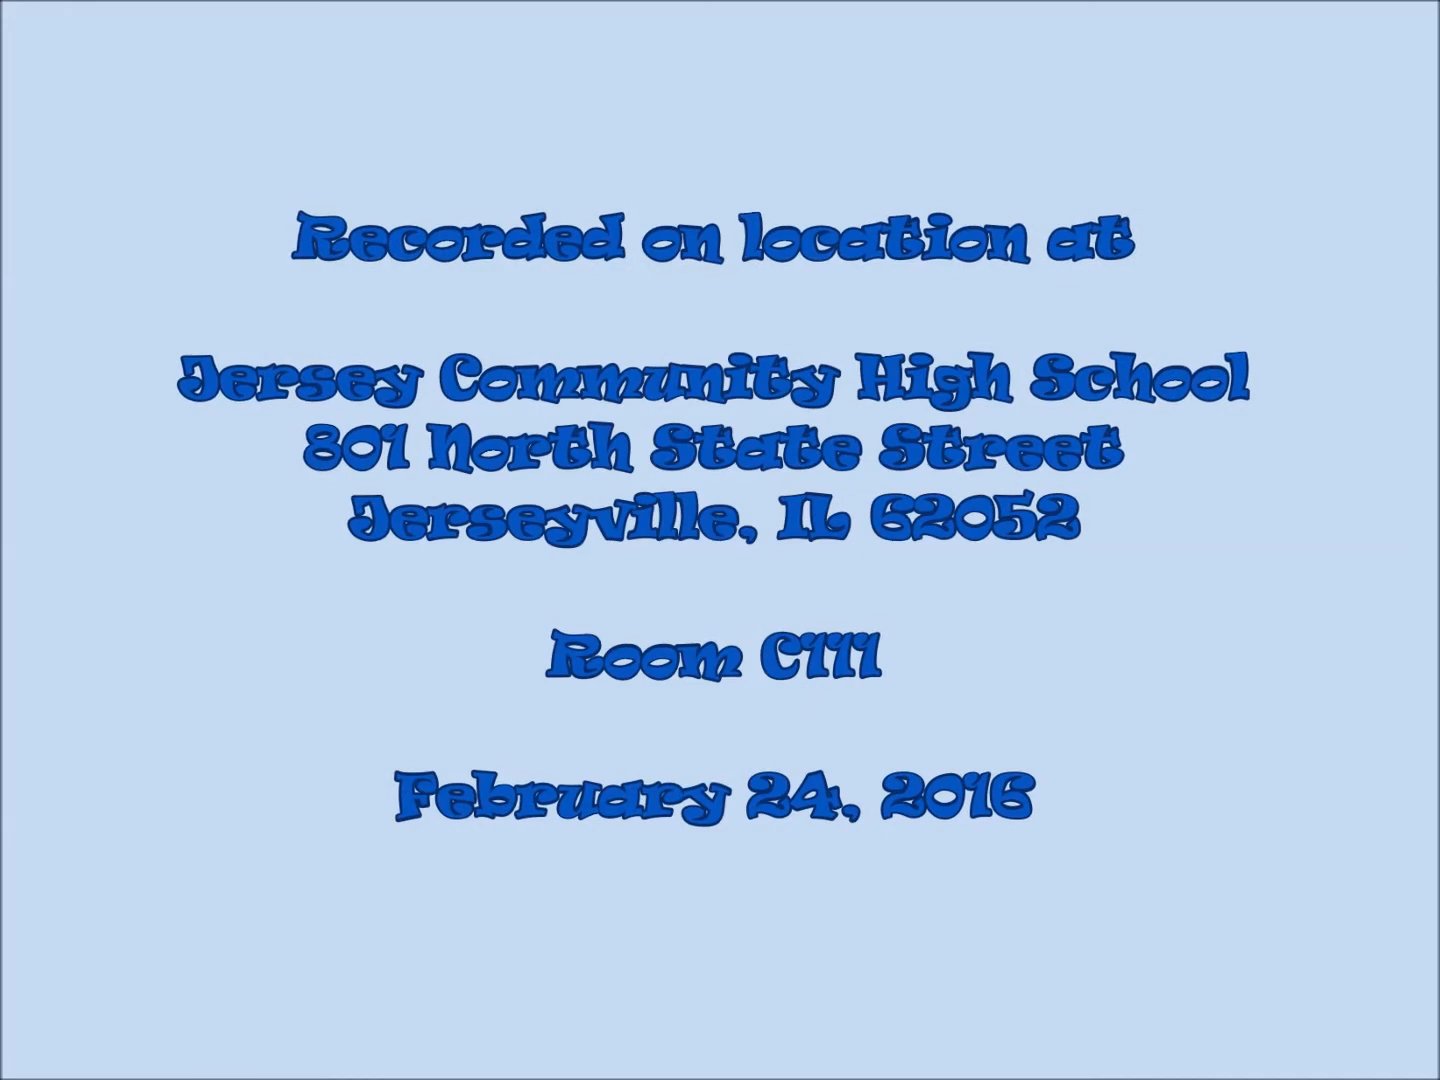 Recorded on location at
Jersey Community High School
801 North State Street
Jerseyville, IL 62052
Room C111
February 24, 2016